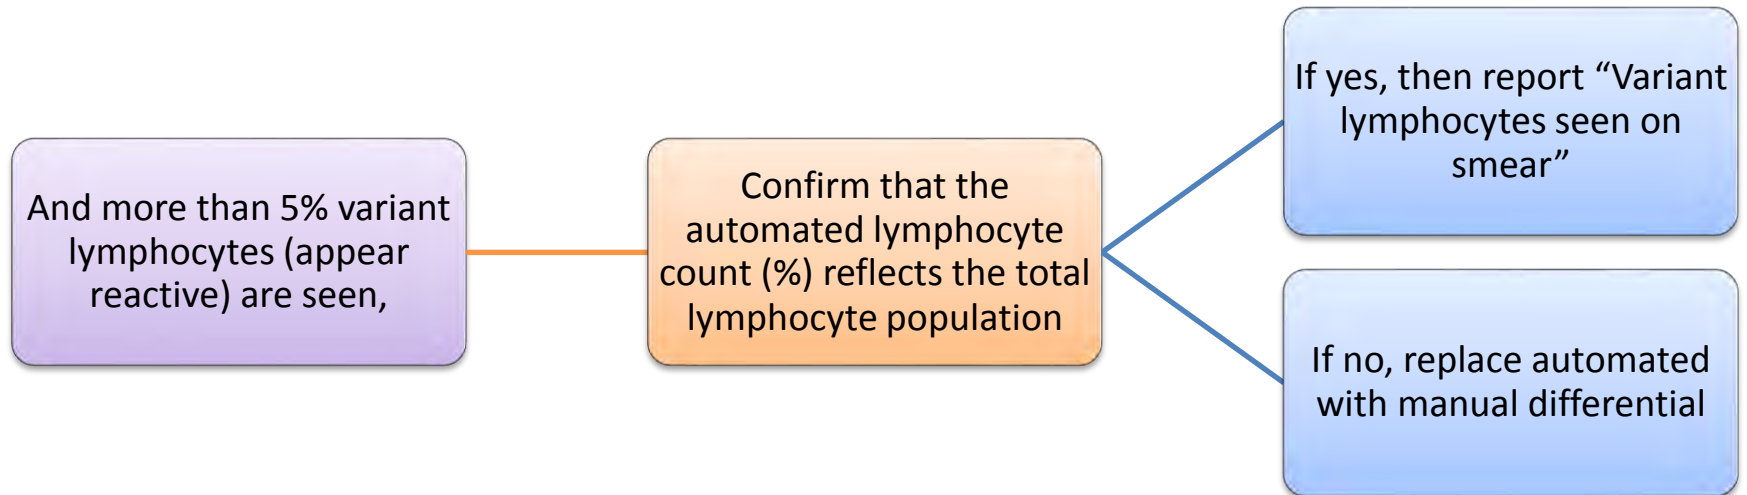 And more than 5% variant
lymphocytes (appear
reactive) are seen,
Confirm that the
automated lymphocyte
count (%) reflects the total
lymphocyte population
If yes, then report “Variant
lymphocytes seen on
smear”
If no, replace automated
with manual differential